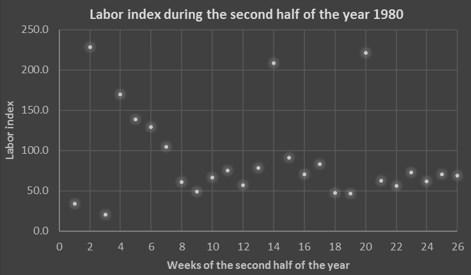 Labor index during the second half of the year 1980
250.0
200.0
150.0
100.0
50.0
0.0
Labor index
0 2 4 6 8 10 12 14 16 18 20 22 24 26
Weeks of the second half of the year